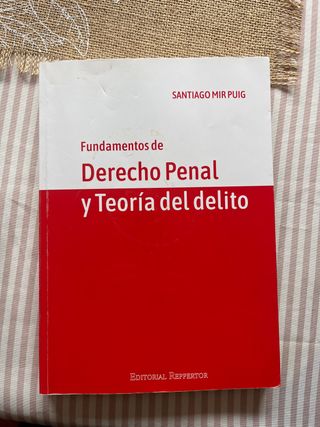 SANTIAGO MIR PUIG
Fundamentos de
Derecho Penal
y Teoría del delito
EDITORIAL REPPERTOR